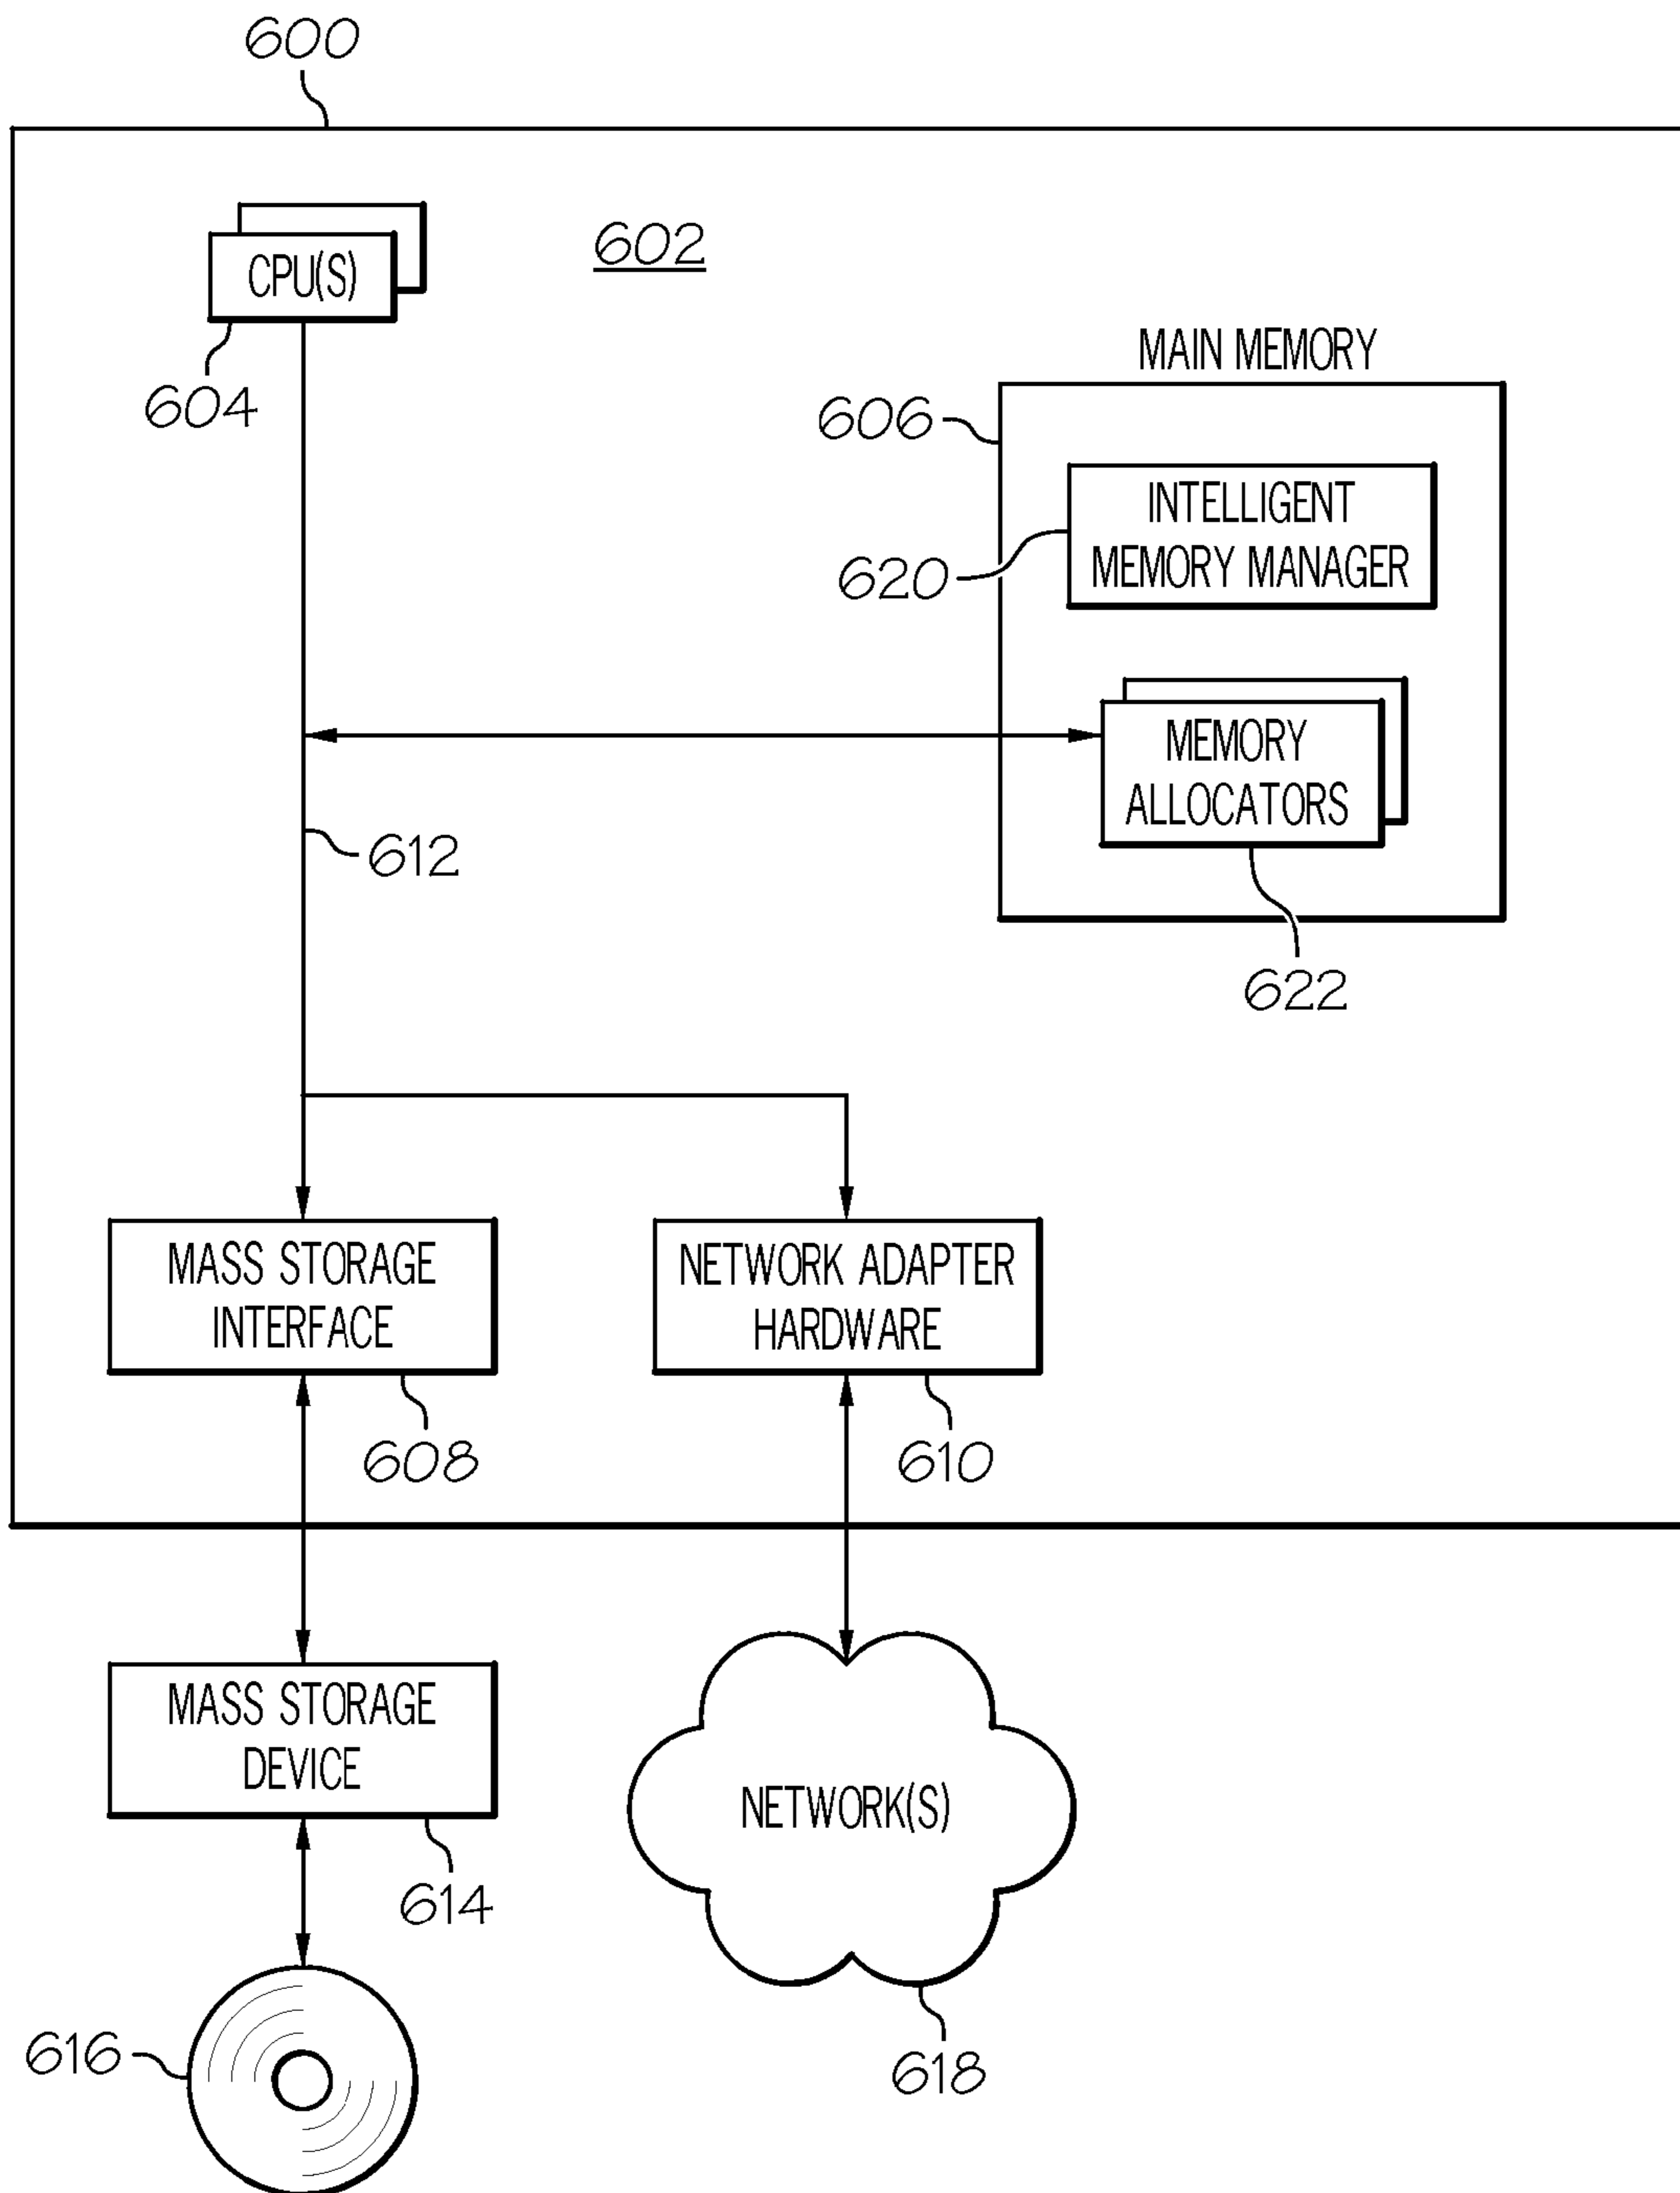 600
CPU(S)
602
604
MAIN MEMORY
606
INTELLIGENT
MEMORY MANAGER
620
MEMORY
ALLOCATORS
612
622
MASS STORAGE
INTERFACE
NETWORK ADAPTER
HARDWARE
608
610
MASS STORAGE
DEVICE
NETWORK(S)
614
616
618